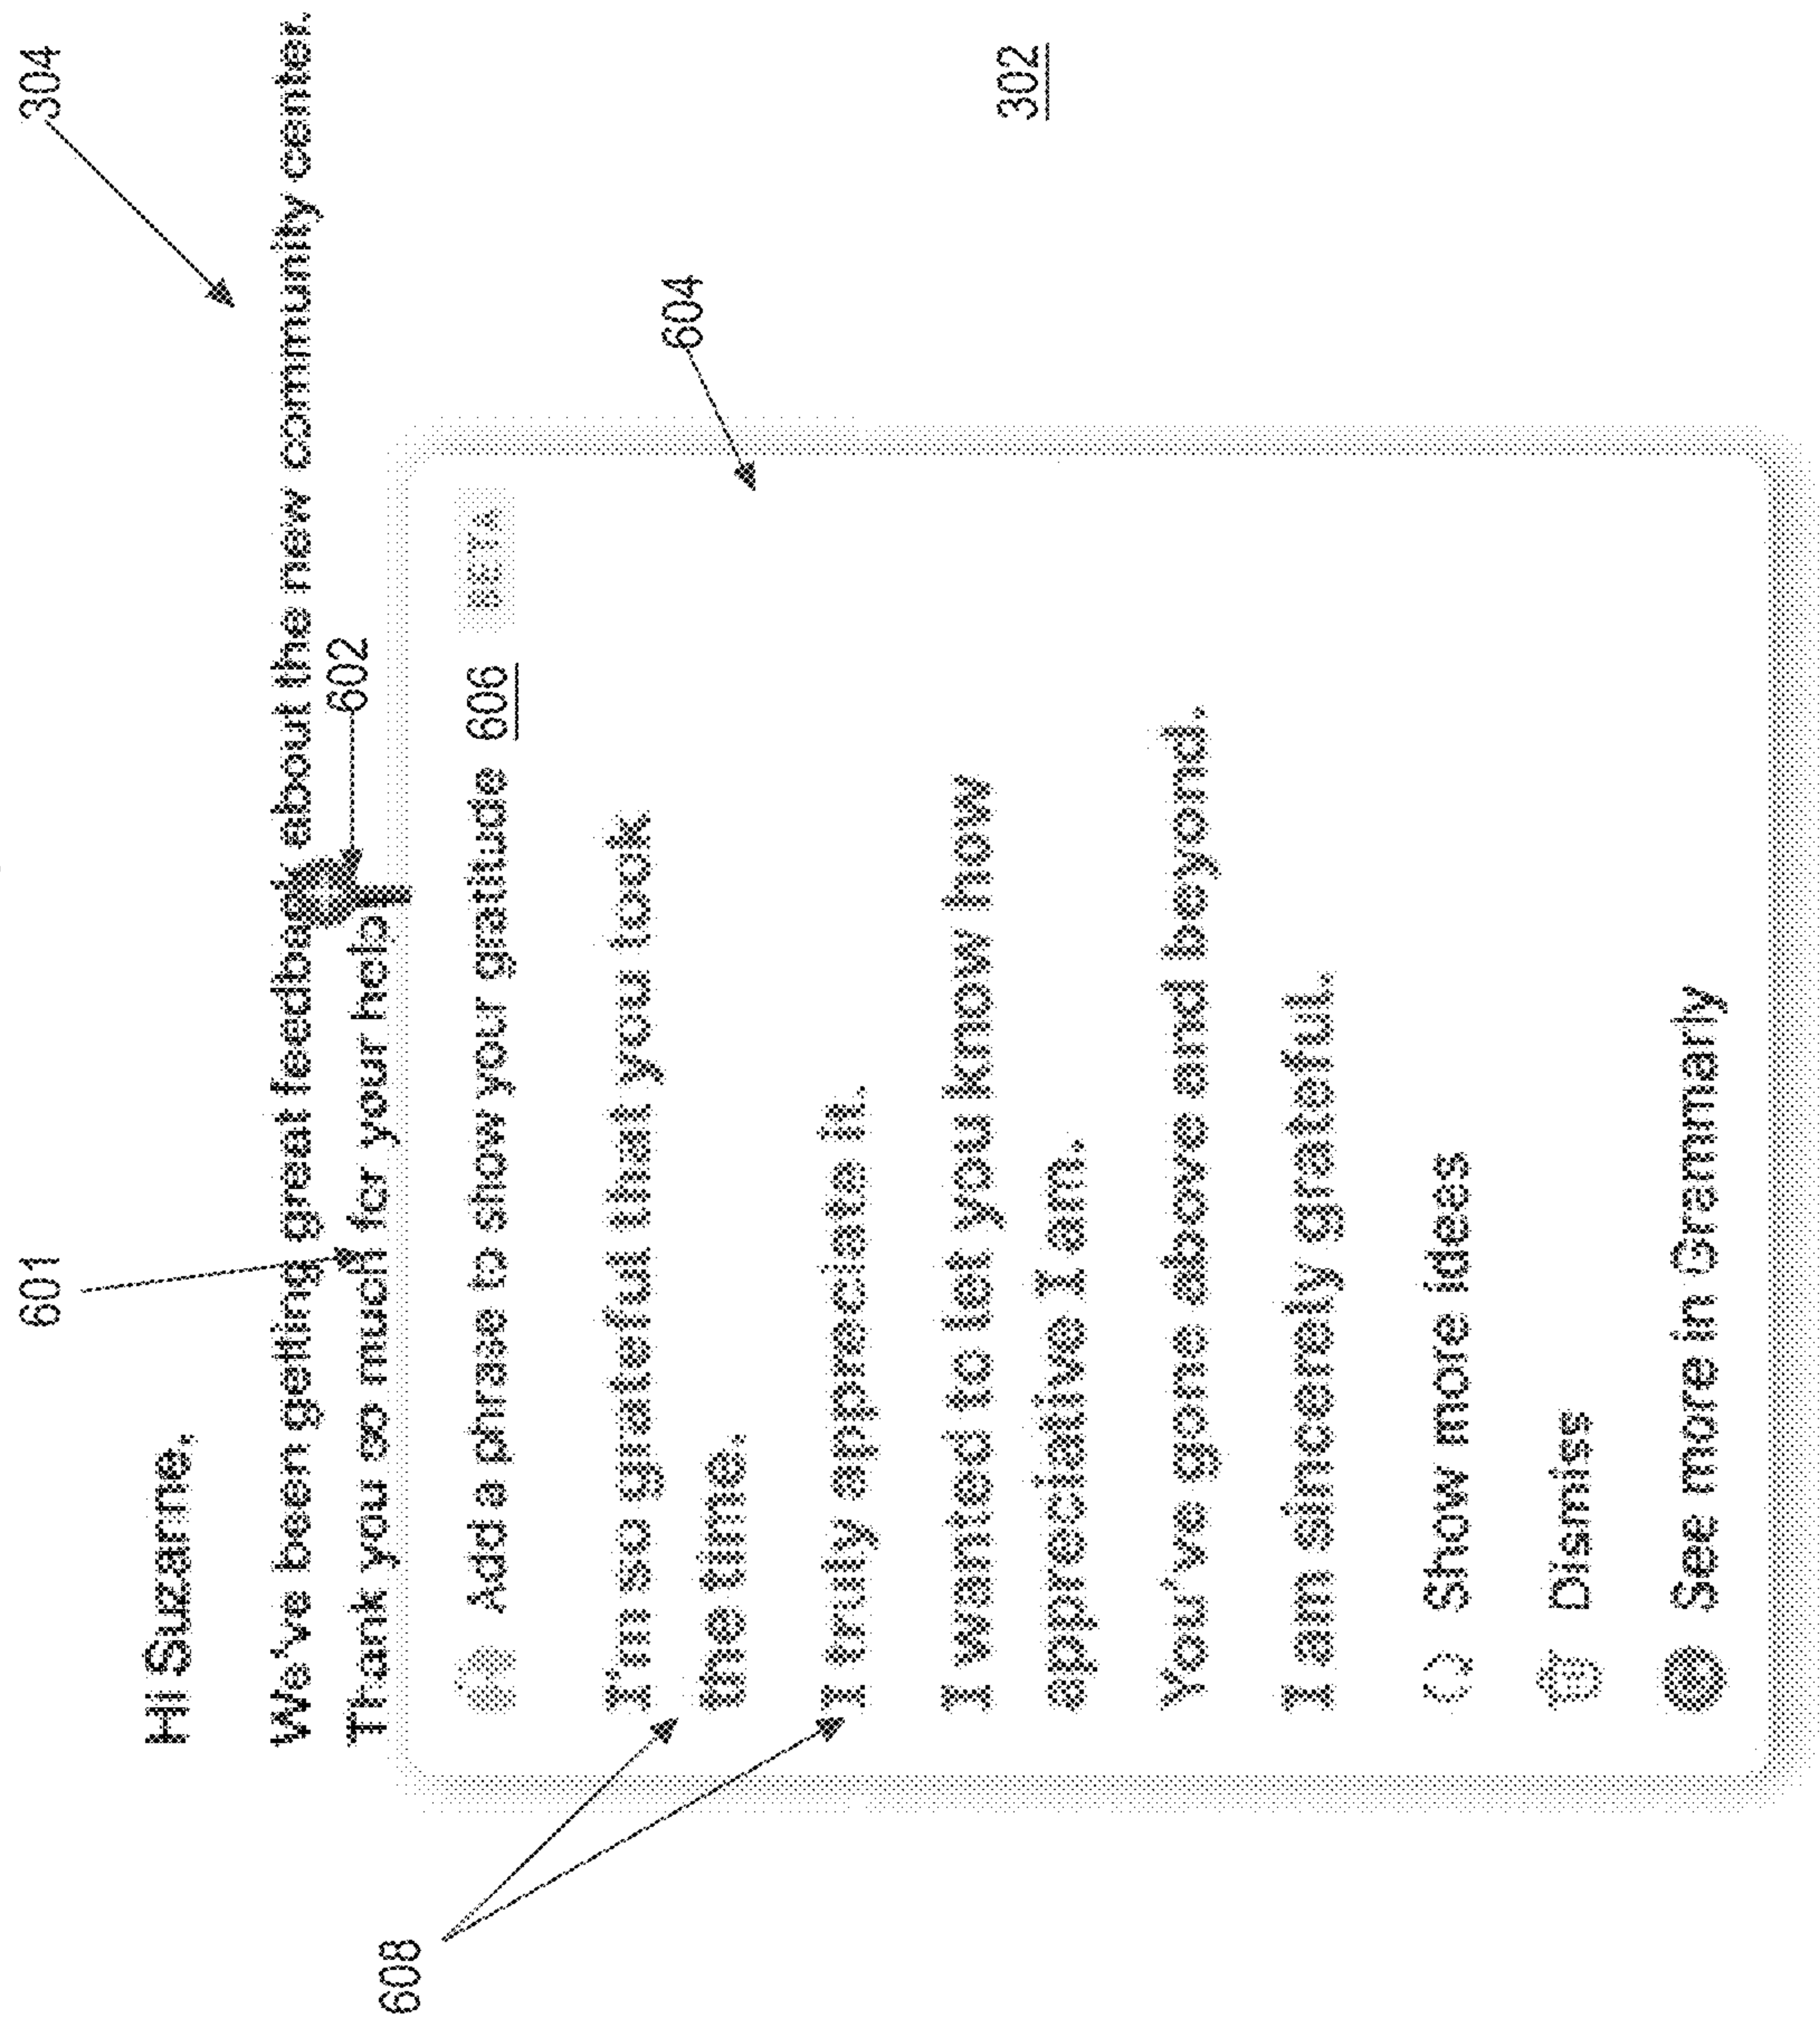 304
601
Hi Suzanne,
We've been getting great feedback about the new community center.
602
Thank you so much for your help
Add a phrase to show your gratitude 606 BETA
604
608
I'm so grateful that you took
the time.
I truly appreciate it.
I wanted to let you know how
appreciative I am.
302
You've gone above and beyond.
I am sincerely grateful.
Show more ideas
Dismiss
See more in Grammarly